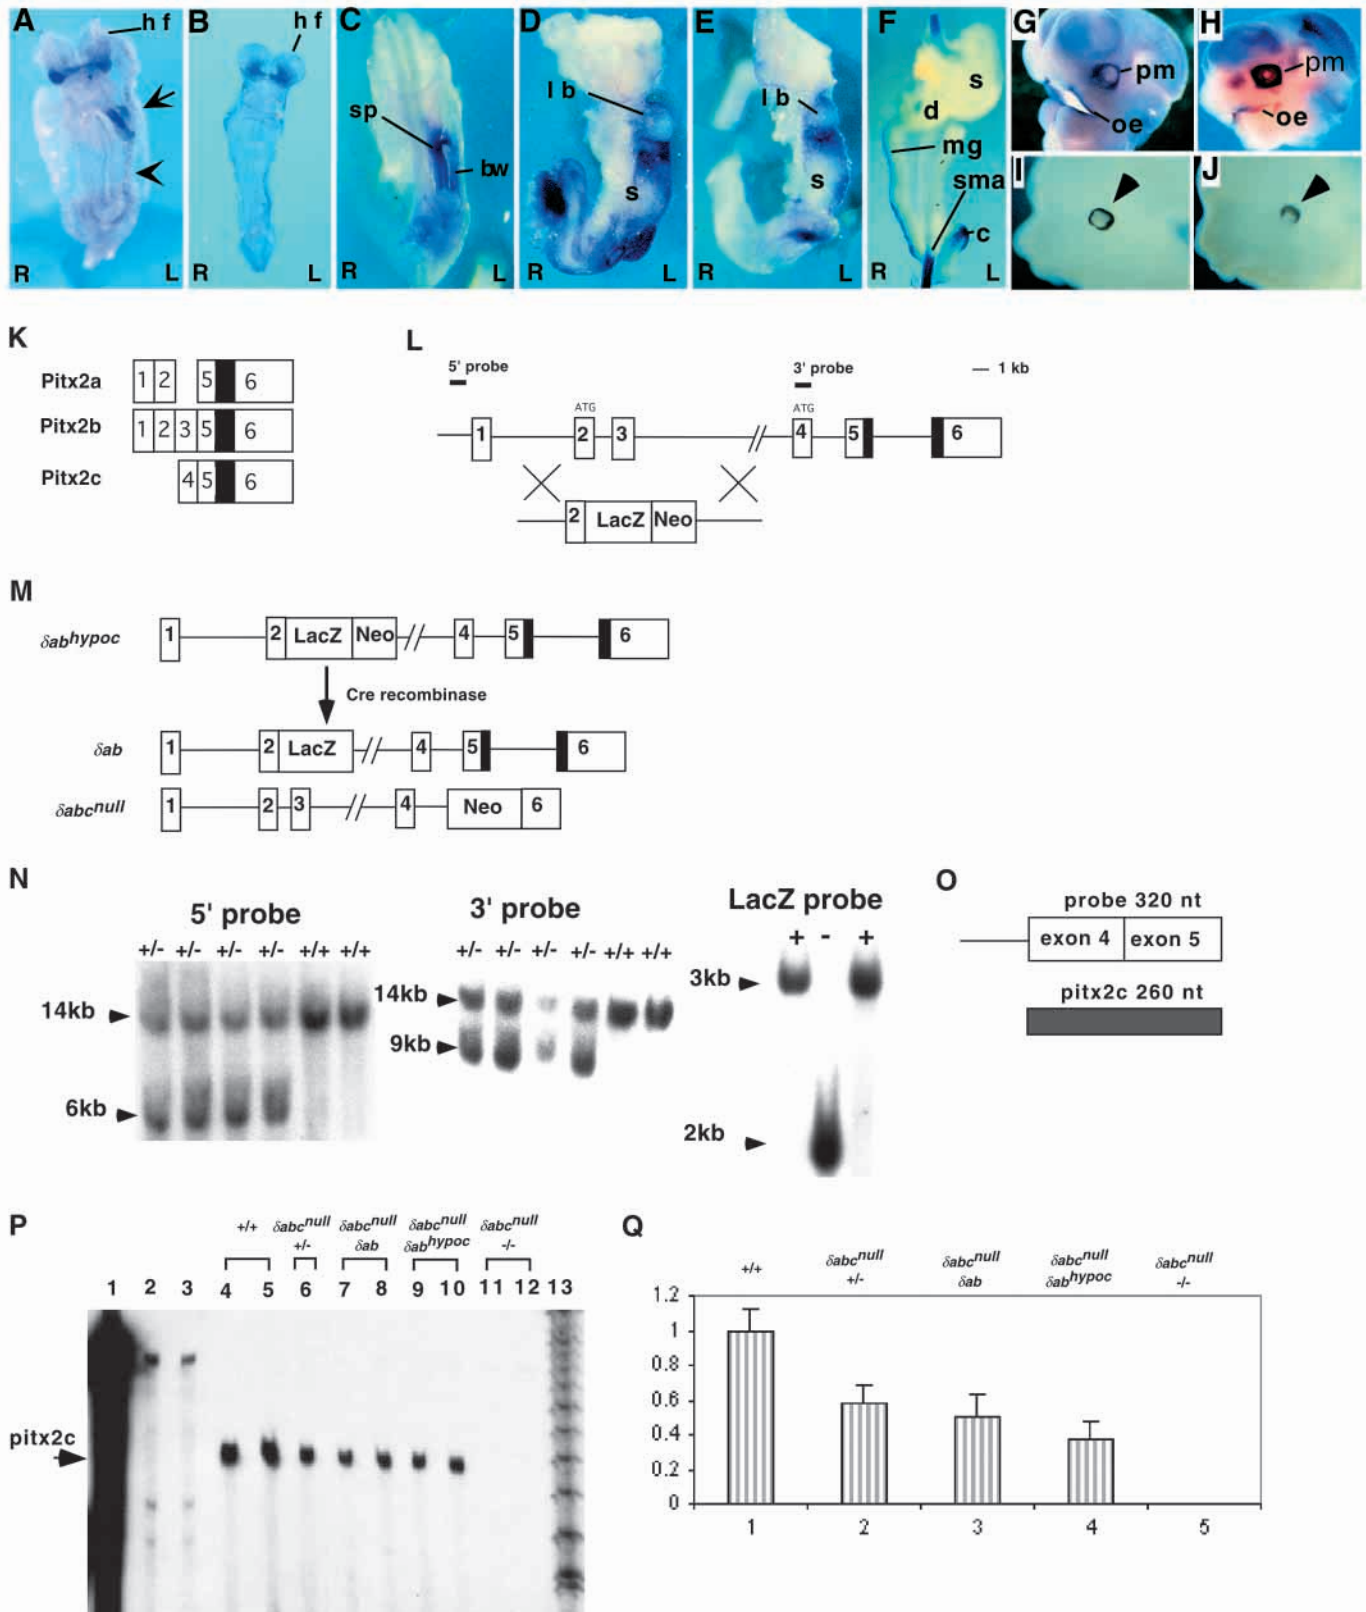 A B C D E F G H
h f h f
s pm pm
l b l b
sp d oe oe
bw mg
s s sma I J
c
R L R L R L R L R L R L
K
Pitx2a 1 2 5 6
Pitx2b 1 2 3 5 6
Pitx2c 4 5 6
L
5' probe 3' probe 1 kb
ATG ATG
1 2 3 4 5 6
2 LacZ Neo
M
δab^hypoc 1 2 LacZ Neo 4 5 6
Cre recombinase
δab 1 2 LacZ 4 5 6
δabc^null 1 2 3 4 Neo 6
N
5' probe 3' probe LacZ probe
+/- +/- +/- +/- +/+ +/+
+/- +/- +/- +/- +/+ +/+
+ - +
14kb 14kb 3kb
9kb
6kb 2kb
O
probe 320 nt
exon 4 exon 5
pitx2c 260 nt
P
+/+ δabc^null +/- δabc^null δab δabc^null δab^hypoc δabc^null -/-
1 2 3 4 5 6 7 8 9 10 11 12 13
pitx2c
Q
+/+ δabc^null +/- δabc^null δab δabc^null δab^hypoc δabc^null -/-
1.2
1
0.8
0.6
0.4
0.2
0
1 2 3 4 5